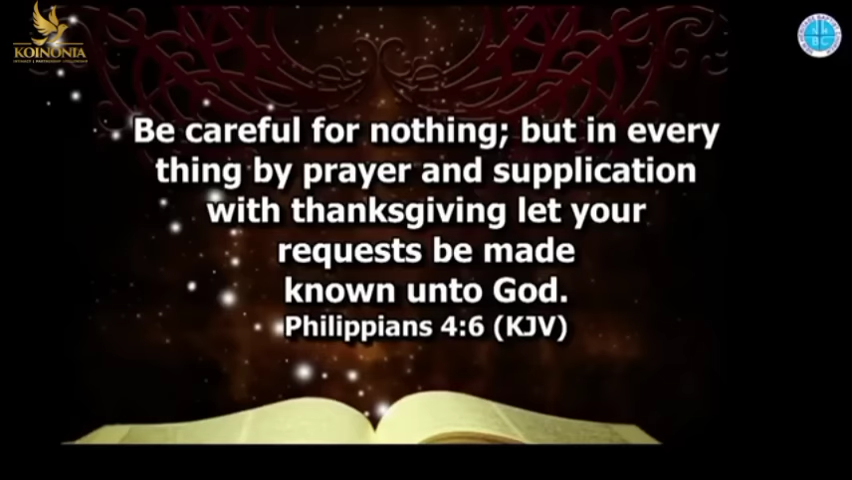 KOINONIA
Be careful for nothing; but in every
thing by prayer and supplication
with thanksgiving let your
requests be made
known unto God.
Philippians 4:6 (KJV)